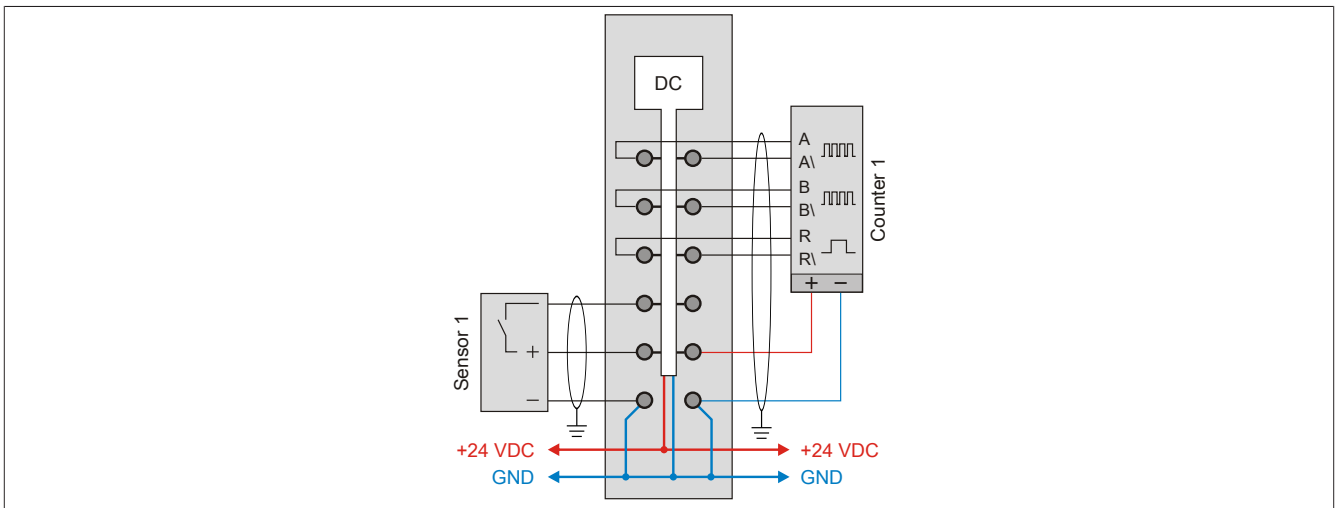 DC
A
A\
B
B\
R
R\
+ −
Counter 1
Sensor 1
+
−
+24 VDC
+24 VDC
GND
GND